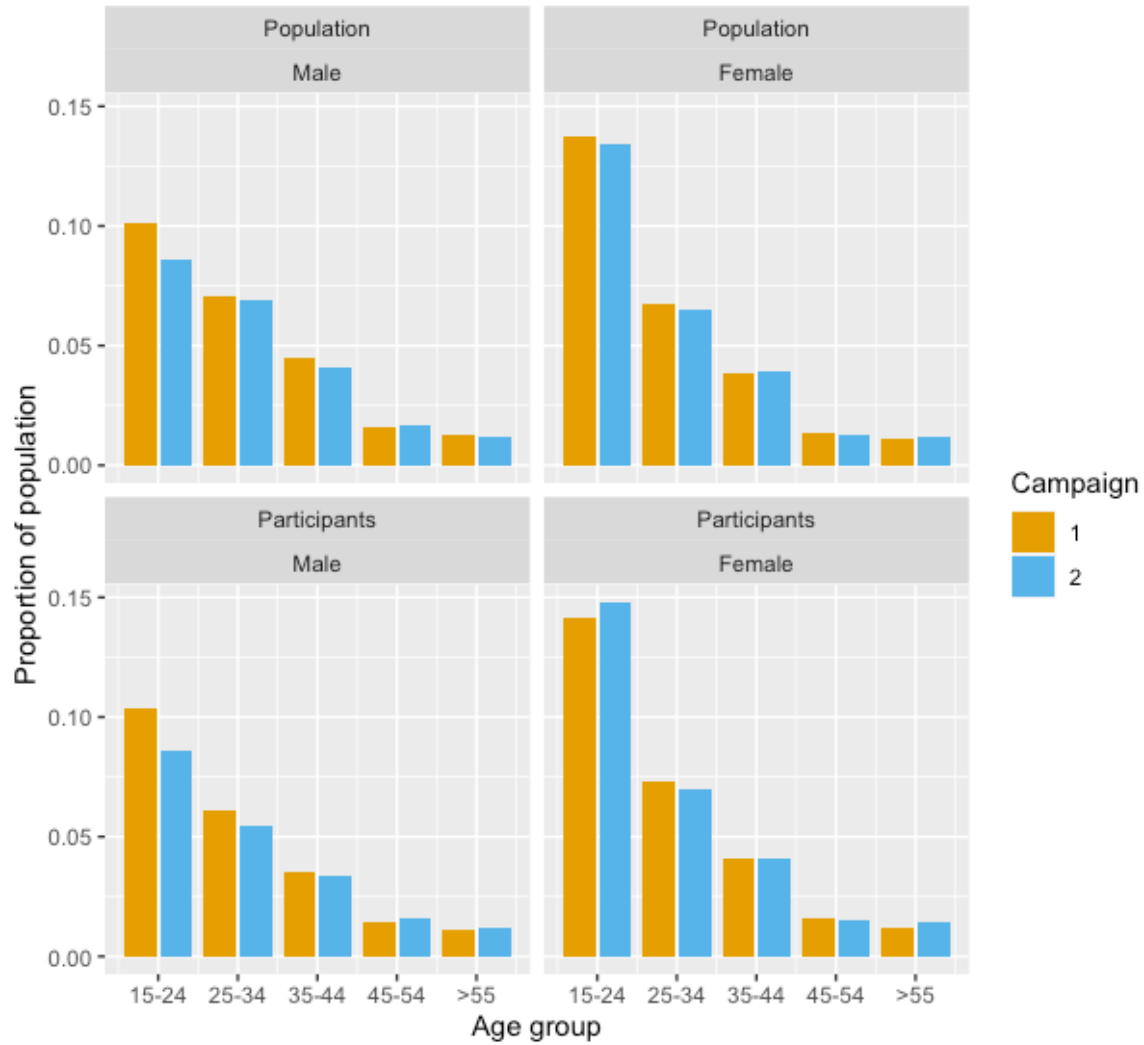 Population
Male
Population
Female
0.15
0.10
0.05
0.00
Participants
Male
Participants
Female
0.15
0.10
0.05
0.00
15-24 25-34 35-44 45-54 >55
15-24 25-34 35-44 45-54 >55
Age group
Proportion of population
Campaign
1
2